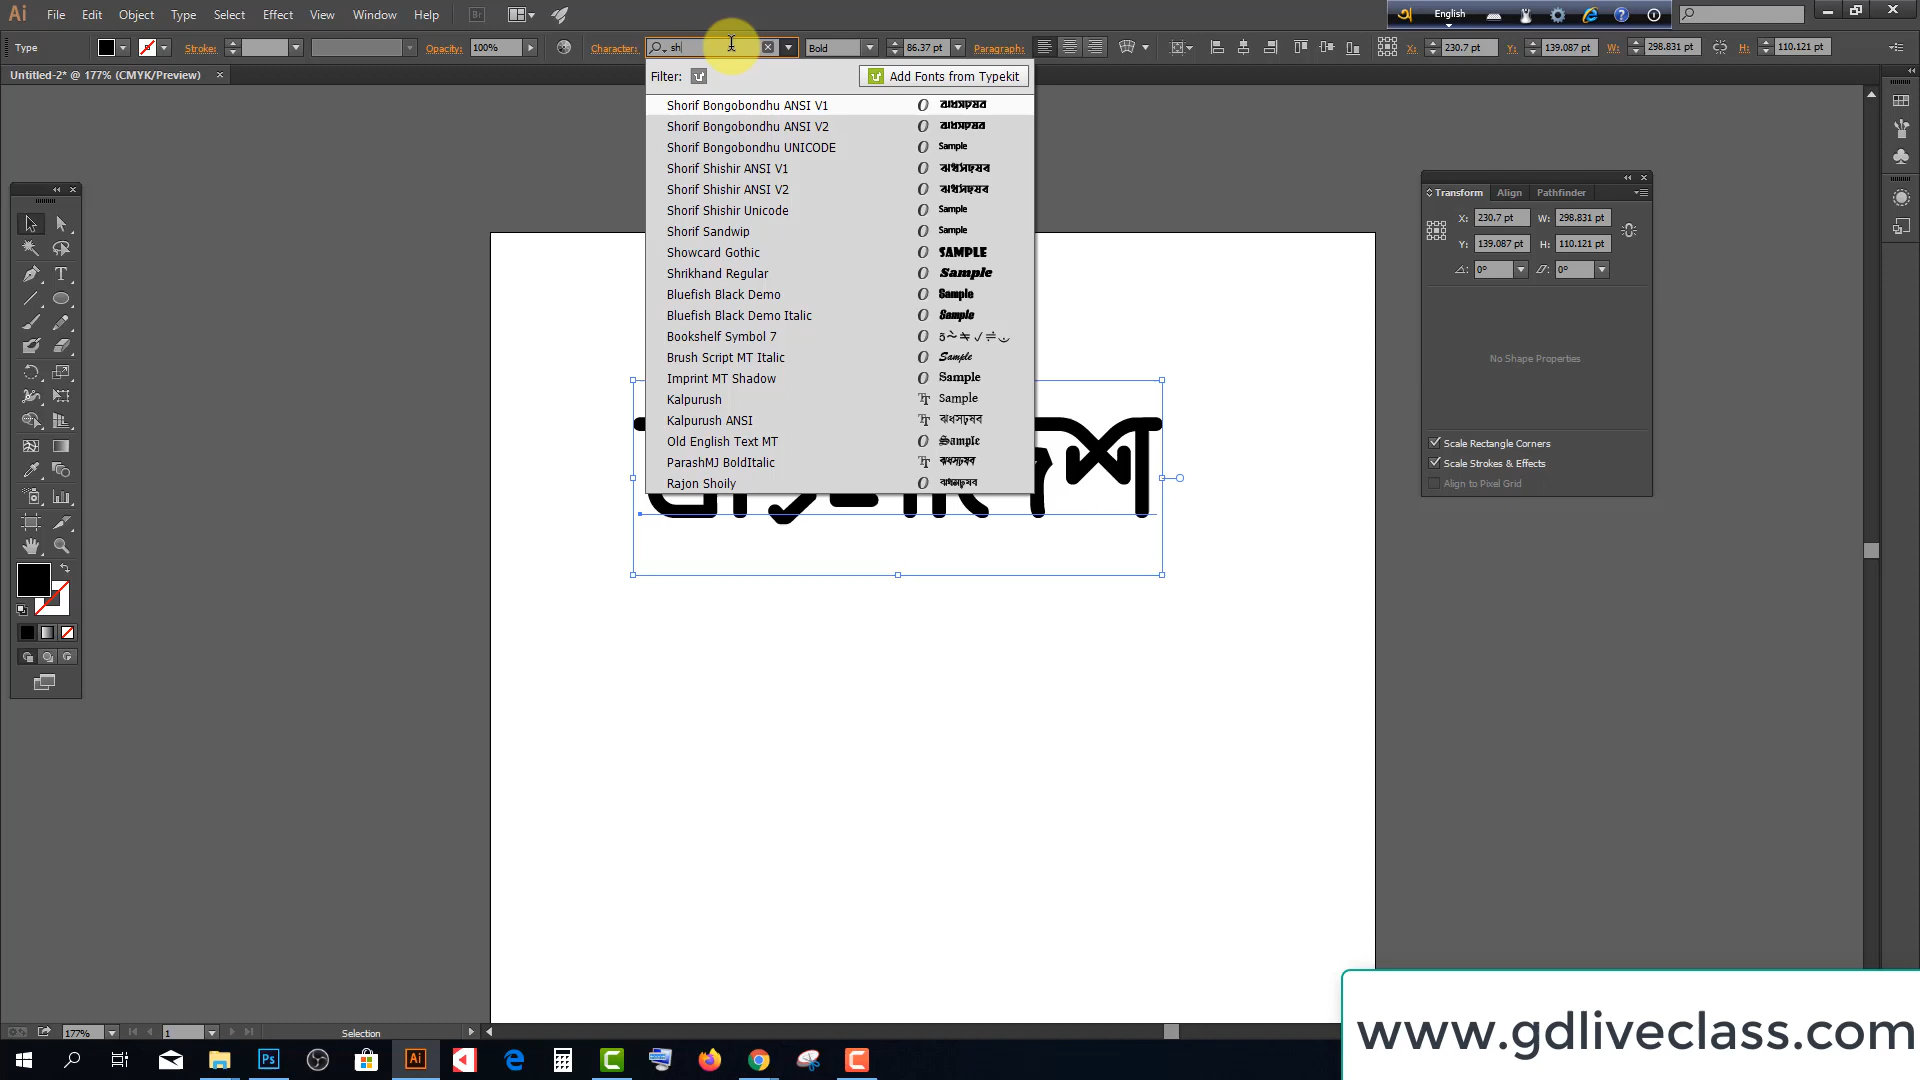 Ai File Edit Object Type Select Effect View Window Help Br English
Type Stroke: Opacity: 100% Character: sh Bold 86.37 pt Paragraph: X: 230.7 pt Y: 139.087 pt W: 298.831 pt H: 110.121 pt
Untitled-2* @ 177% (CMYK/Preview) ×
Filter: Add Fonts from Typekit
Shorif Bongobondhu ANSI V1
Shorif Bongobondhu ANSI V2
Shorif Bongobondhu UNICODE Sample
Shorif Shishir ANSI V1
Shorif Shishir ANSI V2
Shorif Shishir Unicode Sample
Shorif Sandwip Sample
Showcard Gothic SAMPLE
Shrikhand Regular Sample
Bluefish Black Demo Sample
Bluefish Black Demo Italic Sample
Bookshelf Symbol 7
Brush Script MT Italic Sample
Imprint MT Shadow Sample
Kalpurush Sample
Kalpurush ANSI
Old English Text MT Sample
ParashMJ BoldItalic
Rajon Shoily
Transform Align Pathfinder
X: 230.7 pt W: 298.831 pt
Y: 139.087 pt H: 110.121 pt
0° 0°
No Shape Properties
Scale Rectangle Corners
Scale Strokes & Effects
Align to Pixel Grid
177% 1 Selection
www.gdliveclass.com
Ps Ai